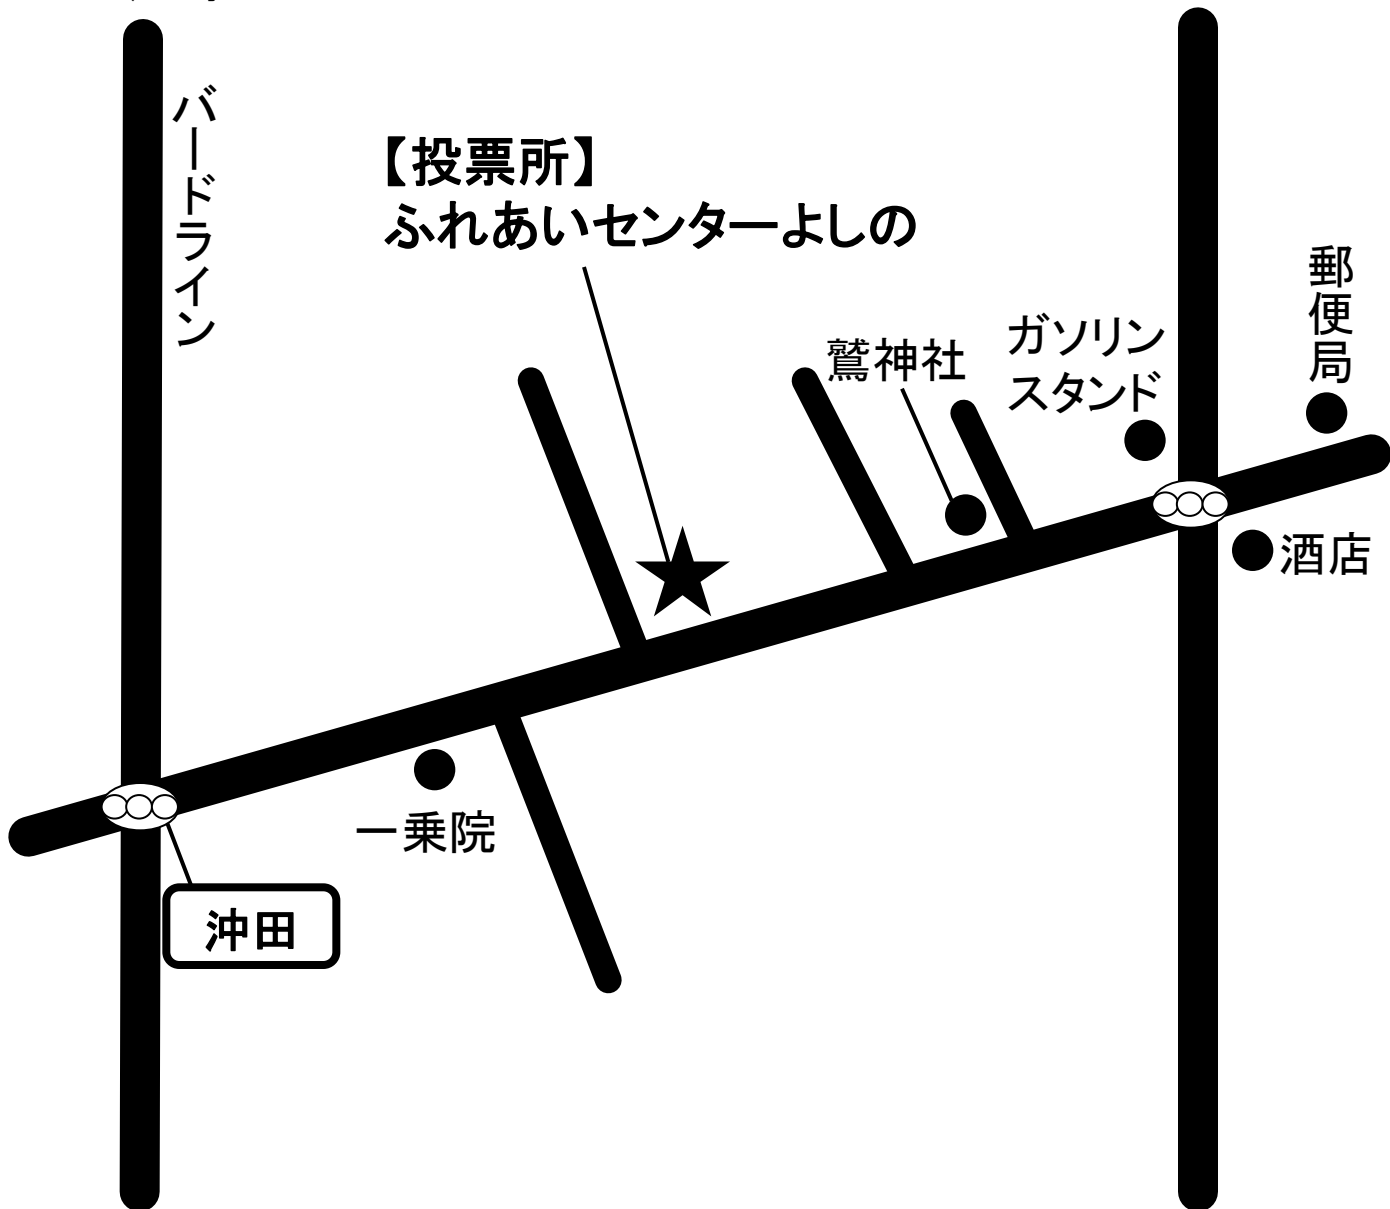 バードライン
【投票所】
ふれあいセンターよしの
鷲神社
ガソリン
スタンド
郵便局
酒店
一乗院
沖田